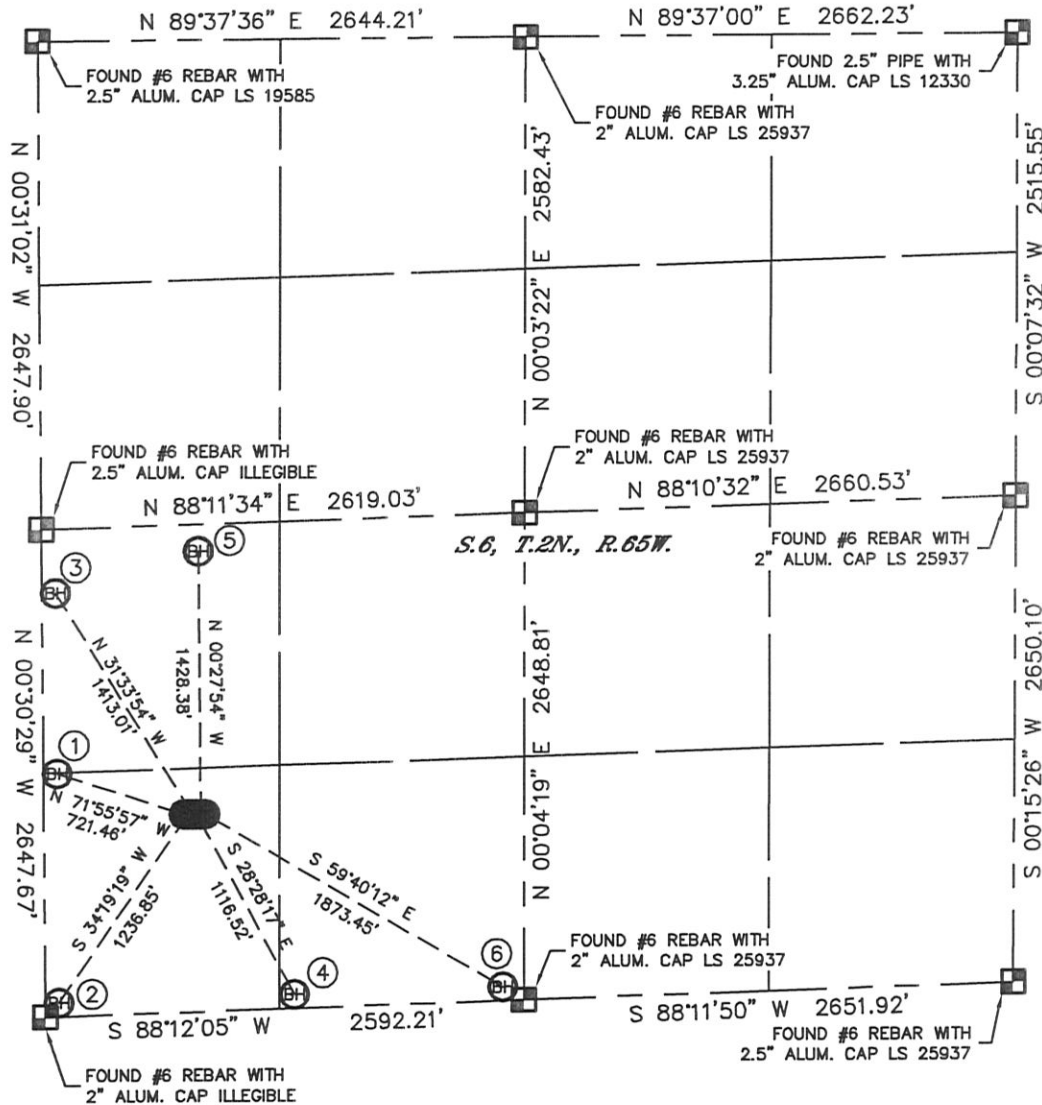 N 89°37'36" E 2644.21'
N 89°37'00" E 2662.23'
FOUND #6 REBAR WITH
2.5" ALUM. CAP LS 19585
FOUND #6 REBAR WITH
2" ALUM. CAP LS 25937
FOUND 2.5" PIPE WITH
3.25" ALUM. CAP LS 12330
N 00°31'02" W 2647.90'
N 00°03'22" E 2582.43'
S 00°07'32" W 2515.55'
FOUND #6 REBAR WITH
2.5" ALUM. CAP ILLEGIBLE
FOUND #6 REBAR WITH
2" ALUM. CAP LS 25937
N 88°11'34" E 2619.03'
N 88°10'32" E 2660.53'
S.6, T.2N., R.65W.
FOUND #6 REBAR WITH
2" ALUM. CAP LS 25937
BH 5
BH 3
N 00°30'29" W 2647.67'
N 31°33'54" W
1413.01'
N 00°27'54" W
1428.38'
N 00°04'19" E 2648.81'
S 00°15'26" W 2650.10'
BH 1
N 71°55'57" W
721.46'
S 34°19'19" W
1236.85'
S 28°28'17" E
1116.52'
S 59°40'12" E
1873.45'
BH 2
BH 4
BH 6
FOUND #6 REBAR WITH
2" ALUM. CAP LS 25937
S 88°12'05" W 2592.21'
S 88°11'50" W 2651.92'
FOUND #6 REBAR WITH
2.5" ALUM. CAP LS 25937
FOUND #6 REBAR WITH
2" ALUM. CAP ILLEGIBLE